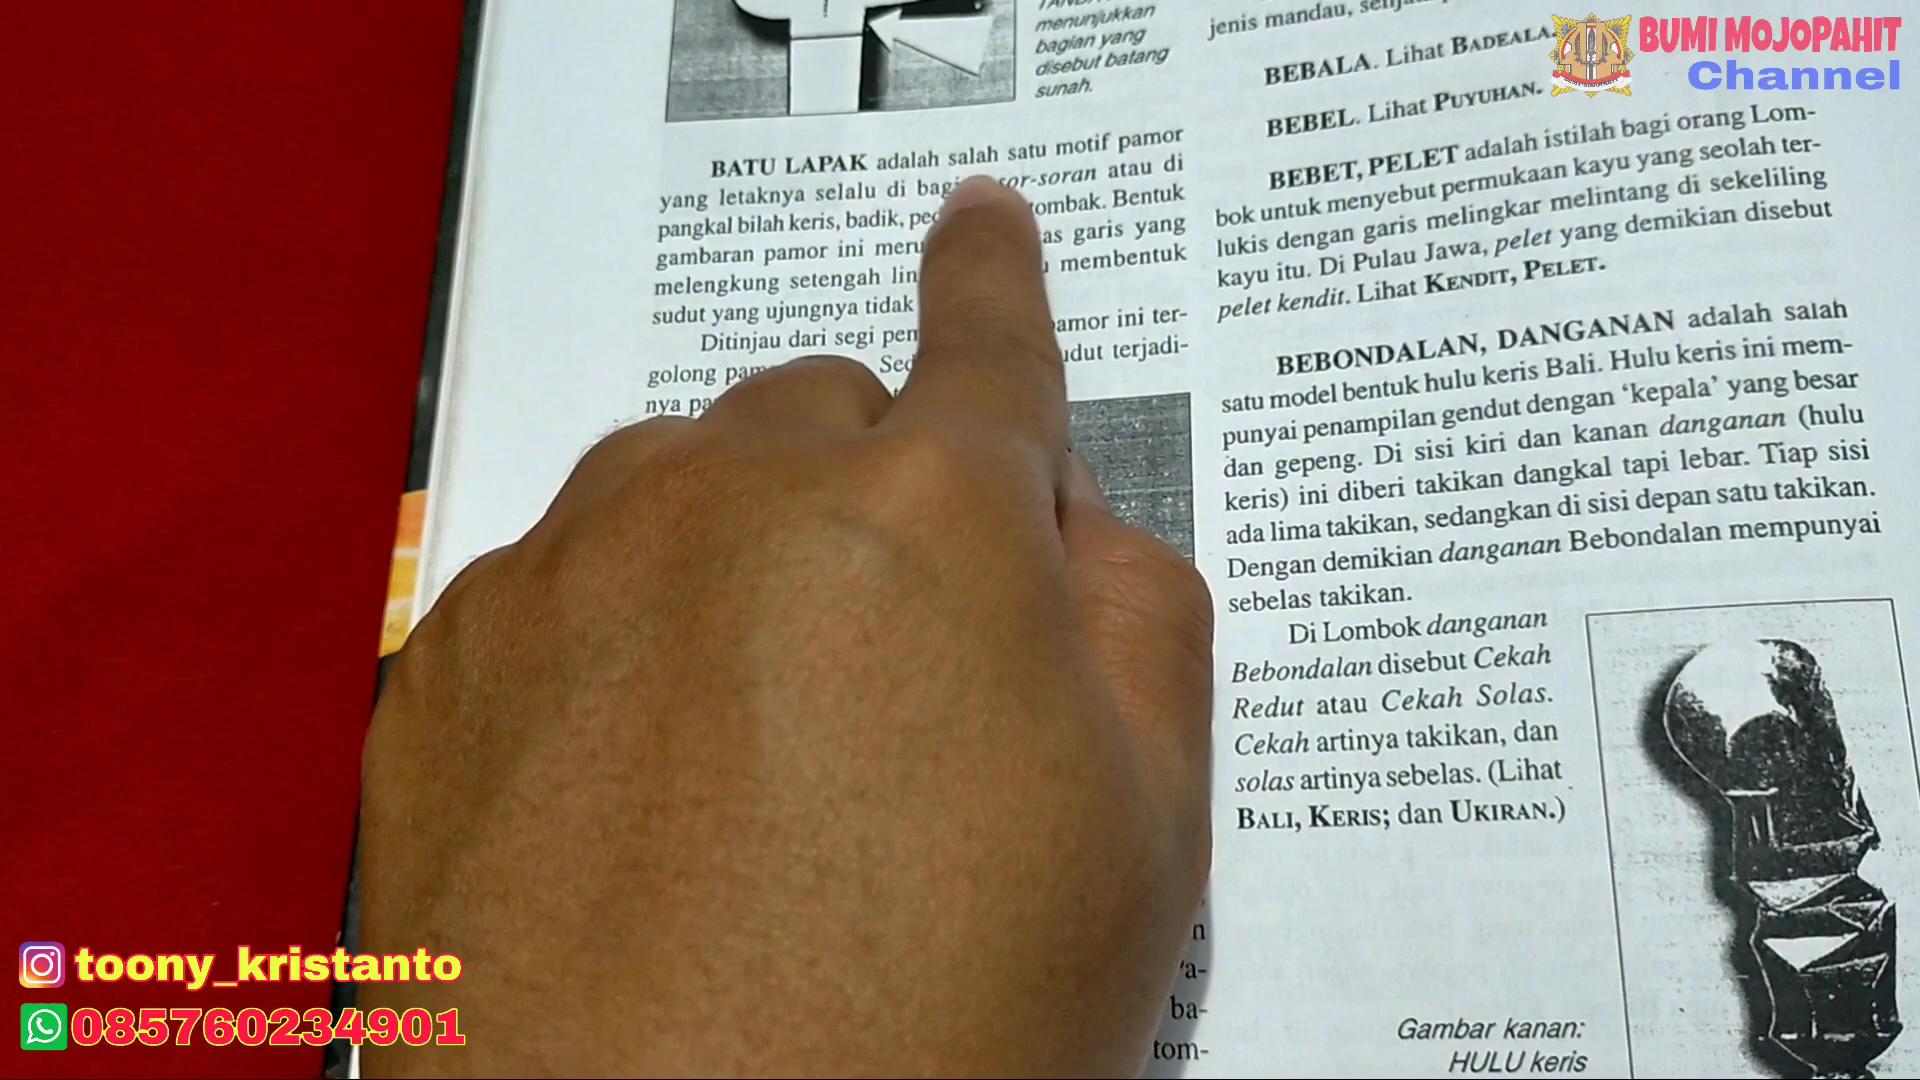 menunjukkan
bagian yang
disebut batang
sunah.
BATU LAPAK adalah salah satu motif pamor
yang letaknya selalu di sor-soran atau di
pangkal bilah keris, badik, tombak. Bentuk
gambaran pamor ini garis yang
melengkung setengah membentuk
sudut yang ujungnya tidak
Ditinjau dari segi pamor ini ter-
golong terjadi-
nya
n
ba-
tom-
jenis mandau,
BEBALA. Lihat BADEALA.
BEBEL. Lihat PUYUHAN.
BEBET, PELET adalah istilah bagi orang Lom-
bok untuk menyebut permukaan kayu yang seolah ter-
lukis dengan garis melingkar melintang di sekeliling
kayu itu. Di Pulau Jawa, pelet yang demikian disebut
pelet kendit. Lihat KENDIT, PELET.
BEBONDALAN, DANGANAN adalah salah
satu model bentuk hulu keris Bali. Hulu keris ini mem-
punyai penampilan gendut dengan ‘kepala’ yang besar
dan gepeng. Di sisi kiri dan kanan danganan (hulu
keris) ini diberi takikan dangkal tapi lebar. Tiap sisi
ada lima takikan, sedangkan di sisi depan satu takikan.
Dengan demikian danganan Bebondalan mempunyai
sebelas takikan.
Di Lombok danganan
Bebondalan disebut Cekah
Redut atau Cekah Solas.
Cekah artinya takikan, dan
solas artinya sebelas. (Lihat
BALI, KERIS; dan UKIRAN.)
Gambar kanan:
HULU keris
BUMI MOJOPAHIT
Channel
toony_kristanto
085760234901